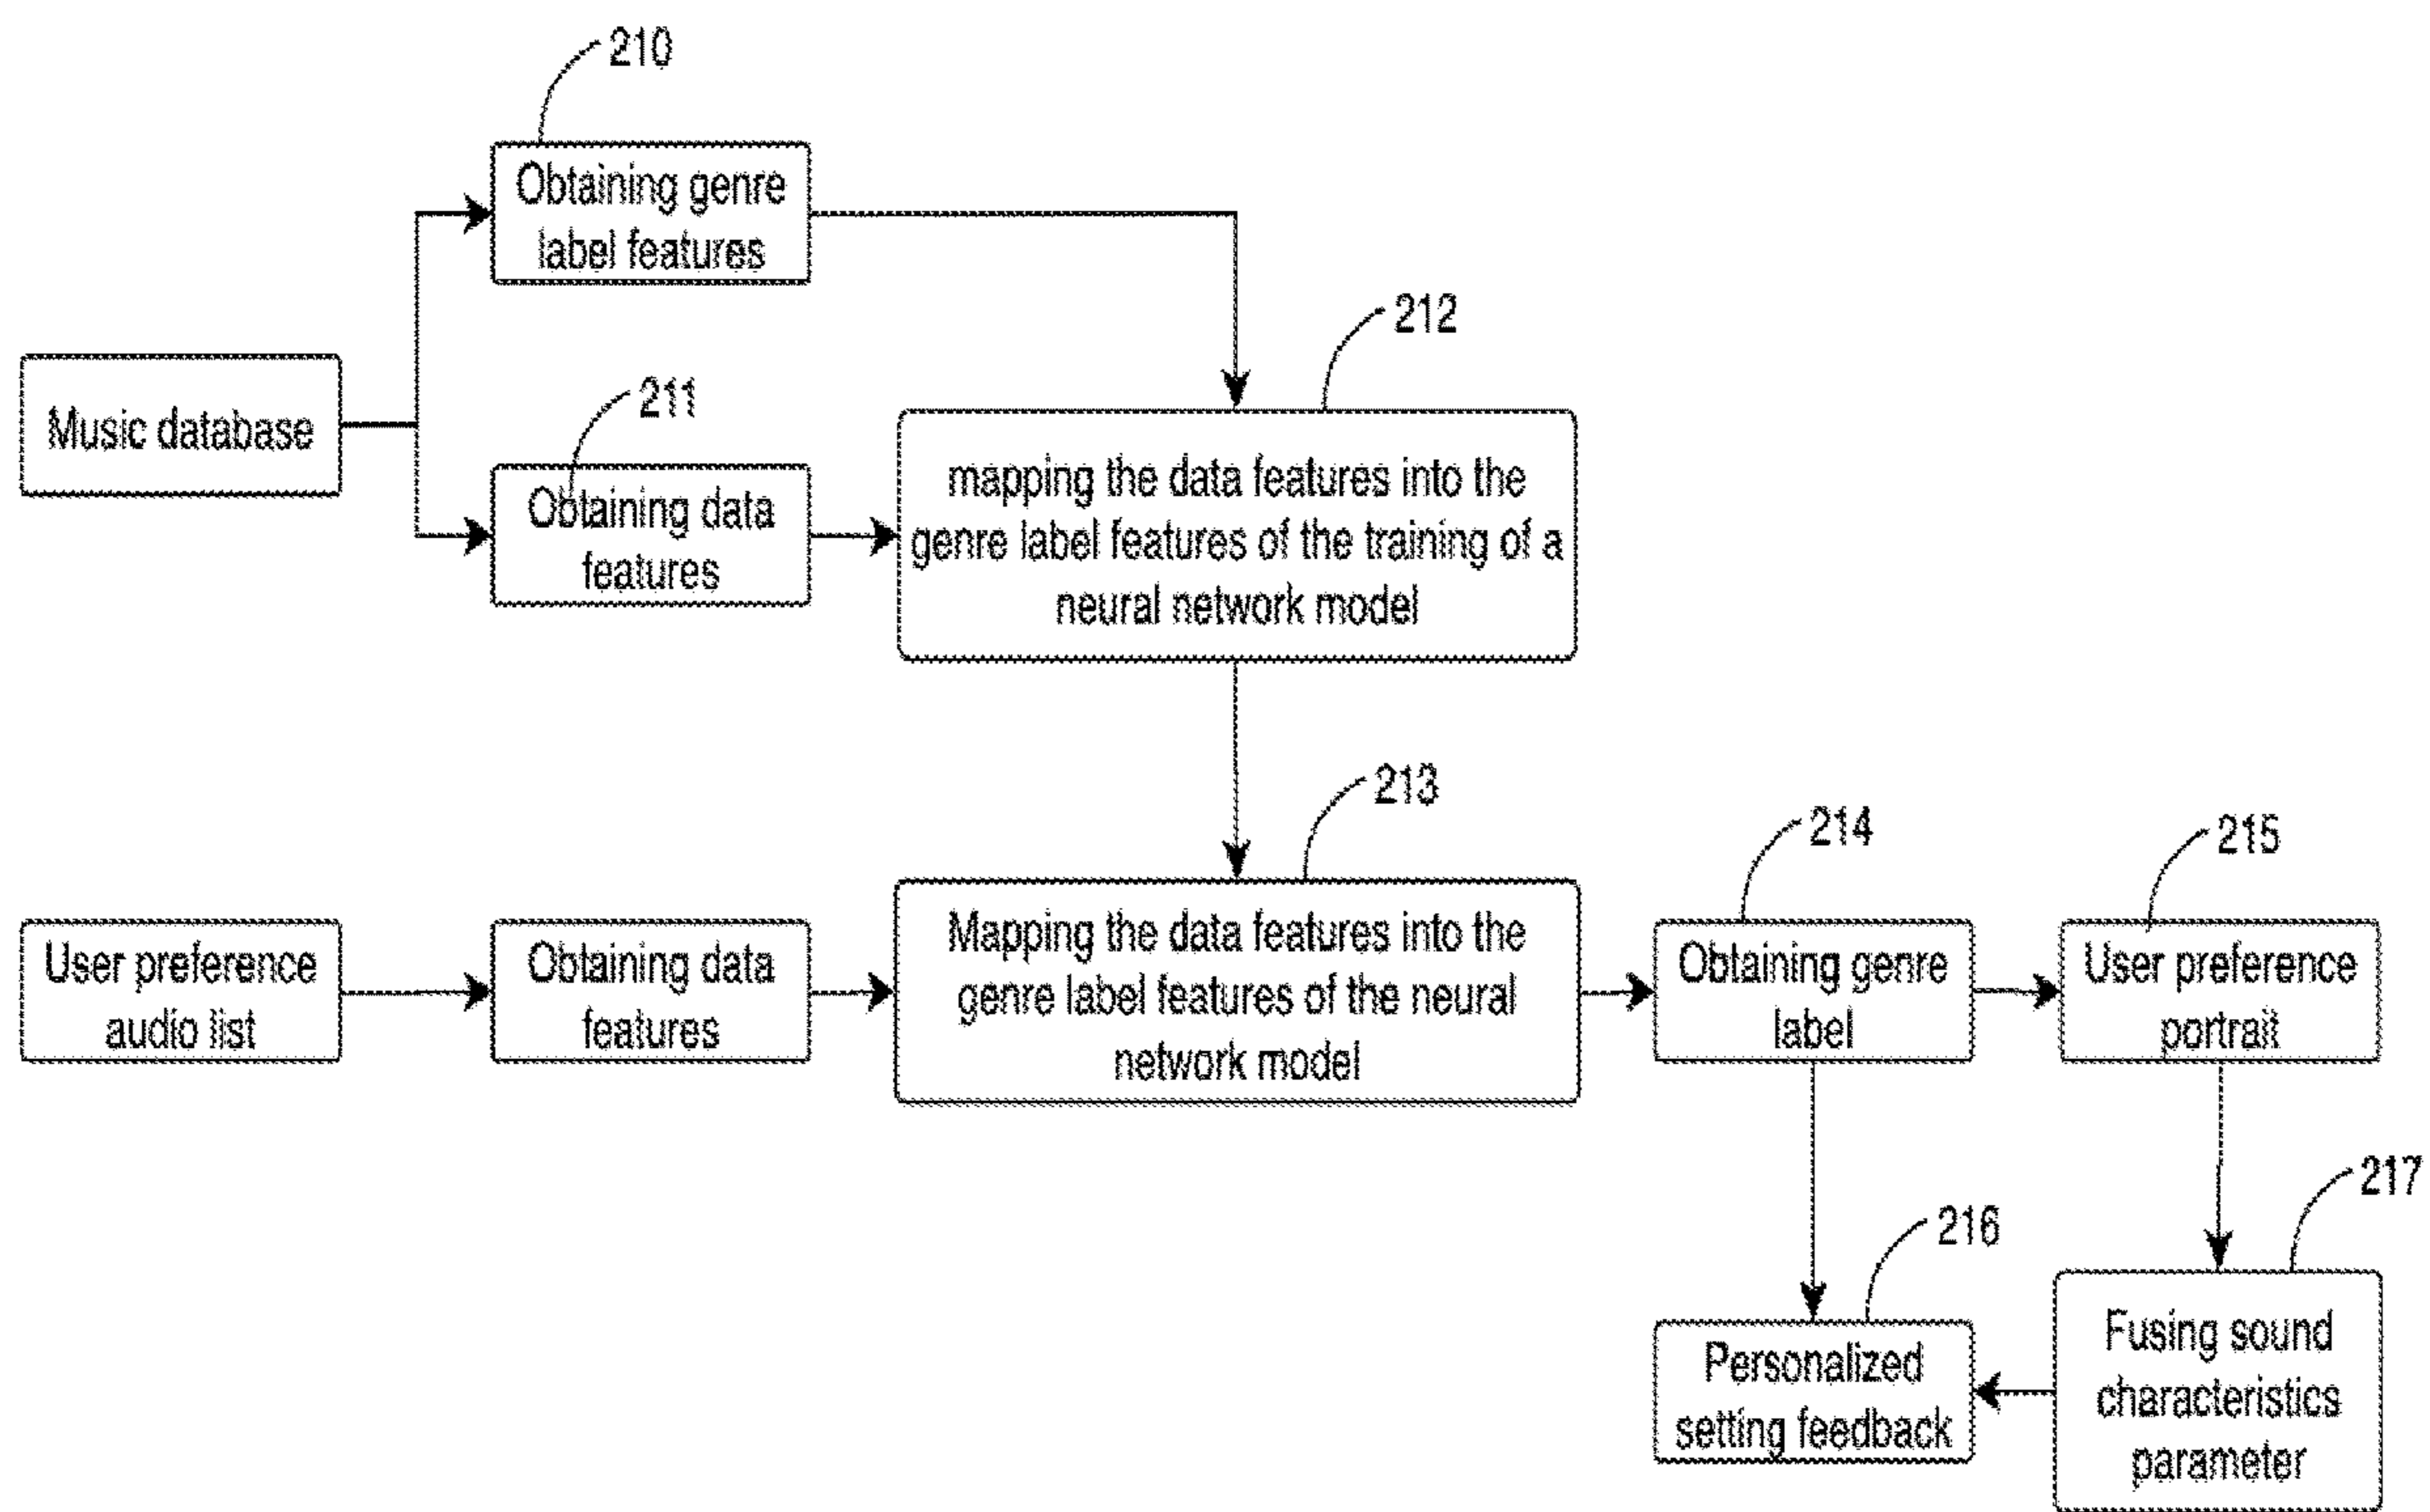 210
Obtaining genre
label features
212
211
Music database
Obtaining data
features
mapping the data features into the
genre label features of the training of a
neural network model
213
214
215
User preference
audio list
Obtaining data
features
Mapping the data features into the
genre label features of the neural
network model
Obtaining genre
label
User preference
portrait
217
216
Personalized
setting feedback
Fusing sound
characteristics
parameter